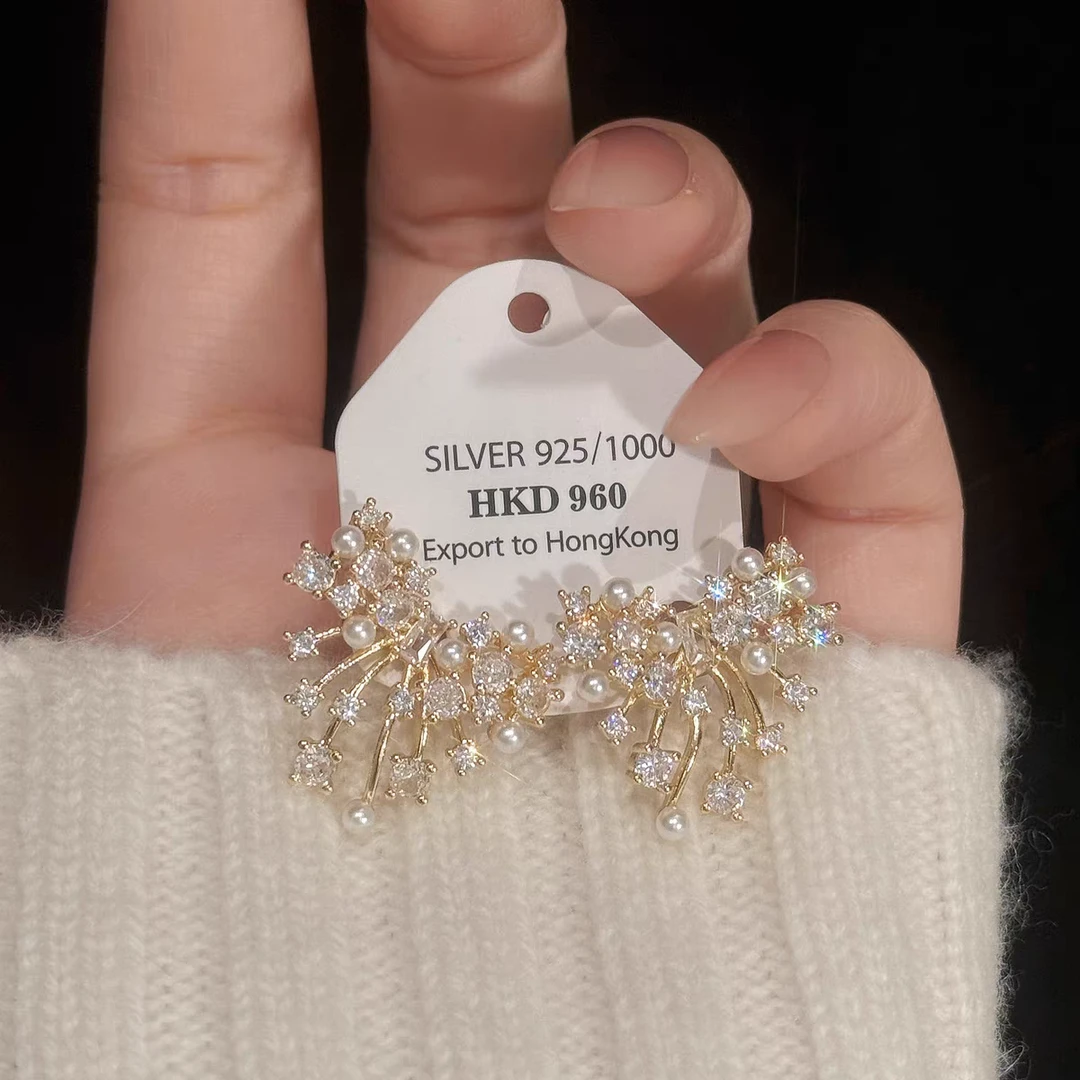 SILVER 925/1000
HKD 960
Export to HongKong